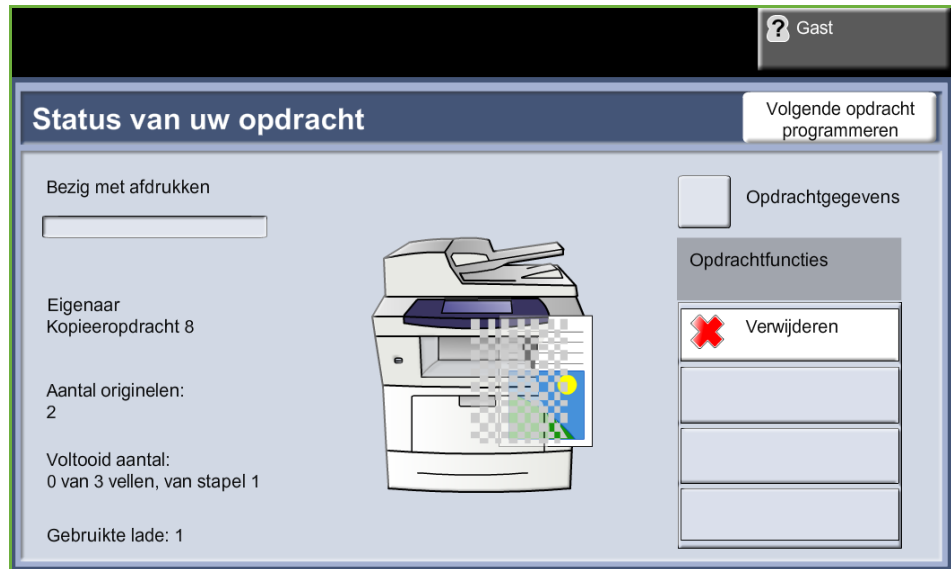 Gast
Status van uw opdracht
Volgende opdracht
programmeren
Bezig met afdrukken
Opdrachtgegevens
Opdrachtfuncties
Eigenaar
Kopieeropdracht 8
Verwijderen
Aantal originelen:
2
Voltooid aantal:
0 van 3 vellen, van stapel 1
Gebruikte lade: 1